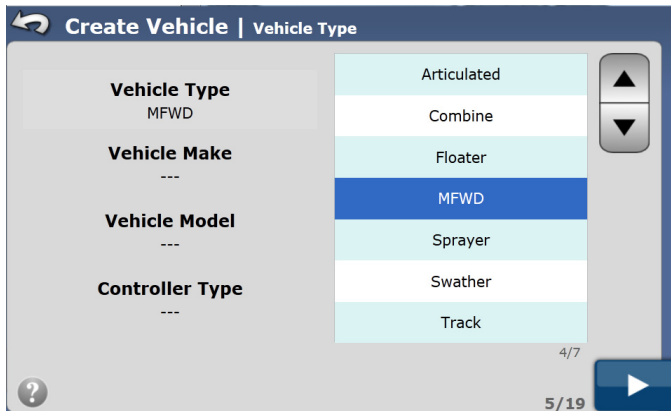 Create Vehicle | Vehicle Type
Vehicle Type
MFWD
Vehicle Make
---
Vehicle Model
---
Controller Type
---
Articulated
Combine
Floater
MFWD
Sprayer
Swather
Track
4/7
?
5/19